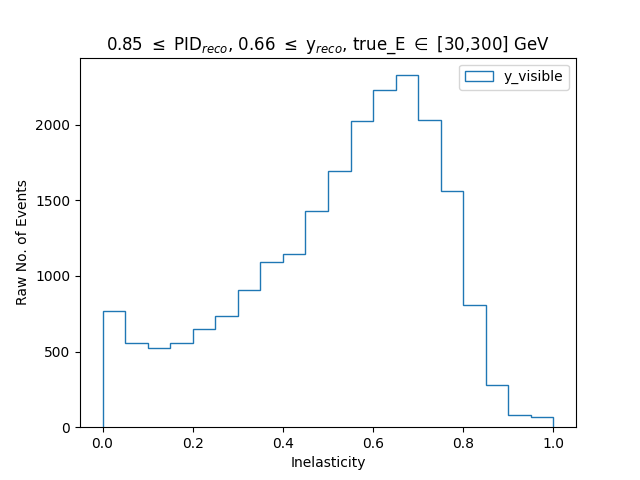 0.85 ≤ PID_reco, 0.66 ≤ y_reco, true_E ∈ [30,300] GeV
y_visible
2000
1500
1000
500
0
Raw No. of Events
0.0 0.2 0.4 0.6 0.8 1.0
Inelasticity